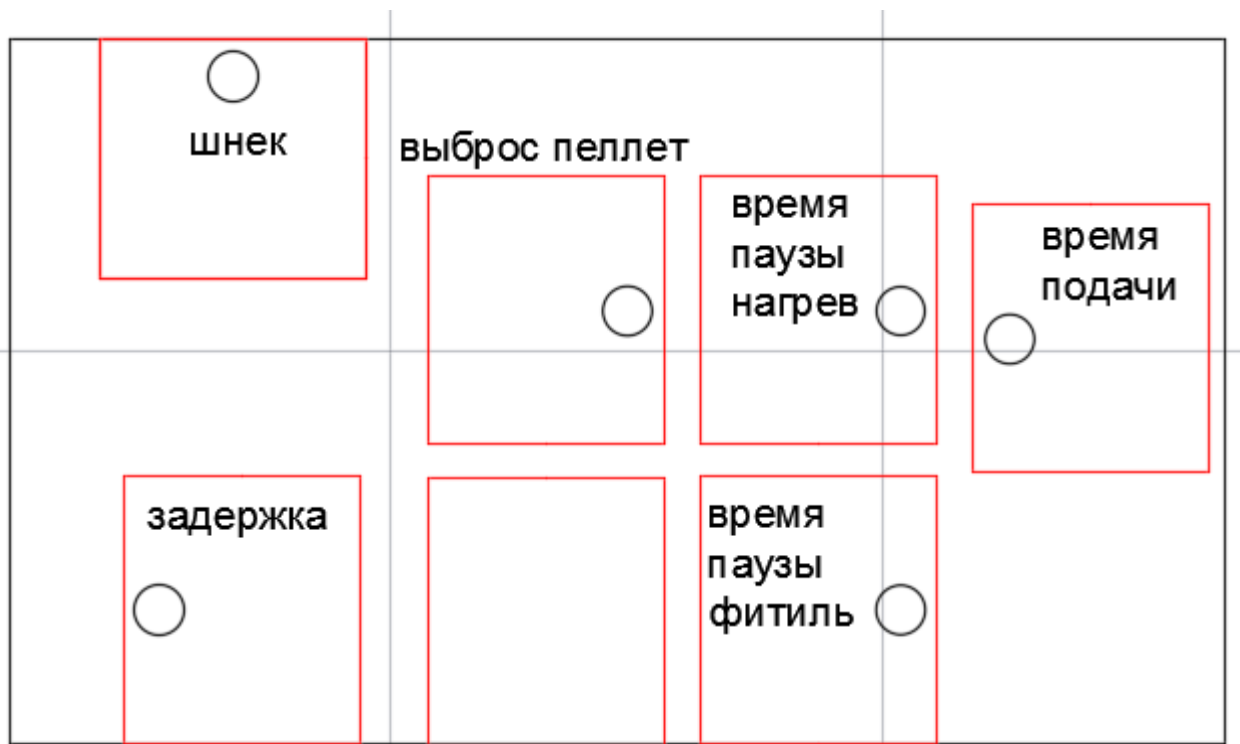 шнек
выброс пеллет
время
паузы
нагрев
время
подачи
задержка
время
паузы
фитиль